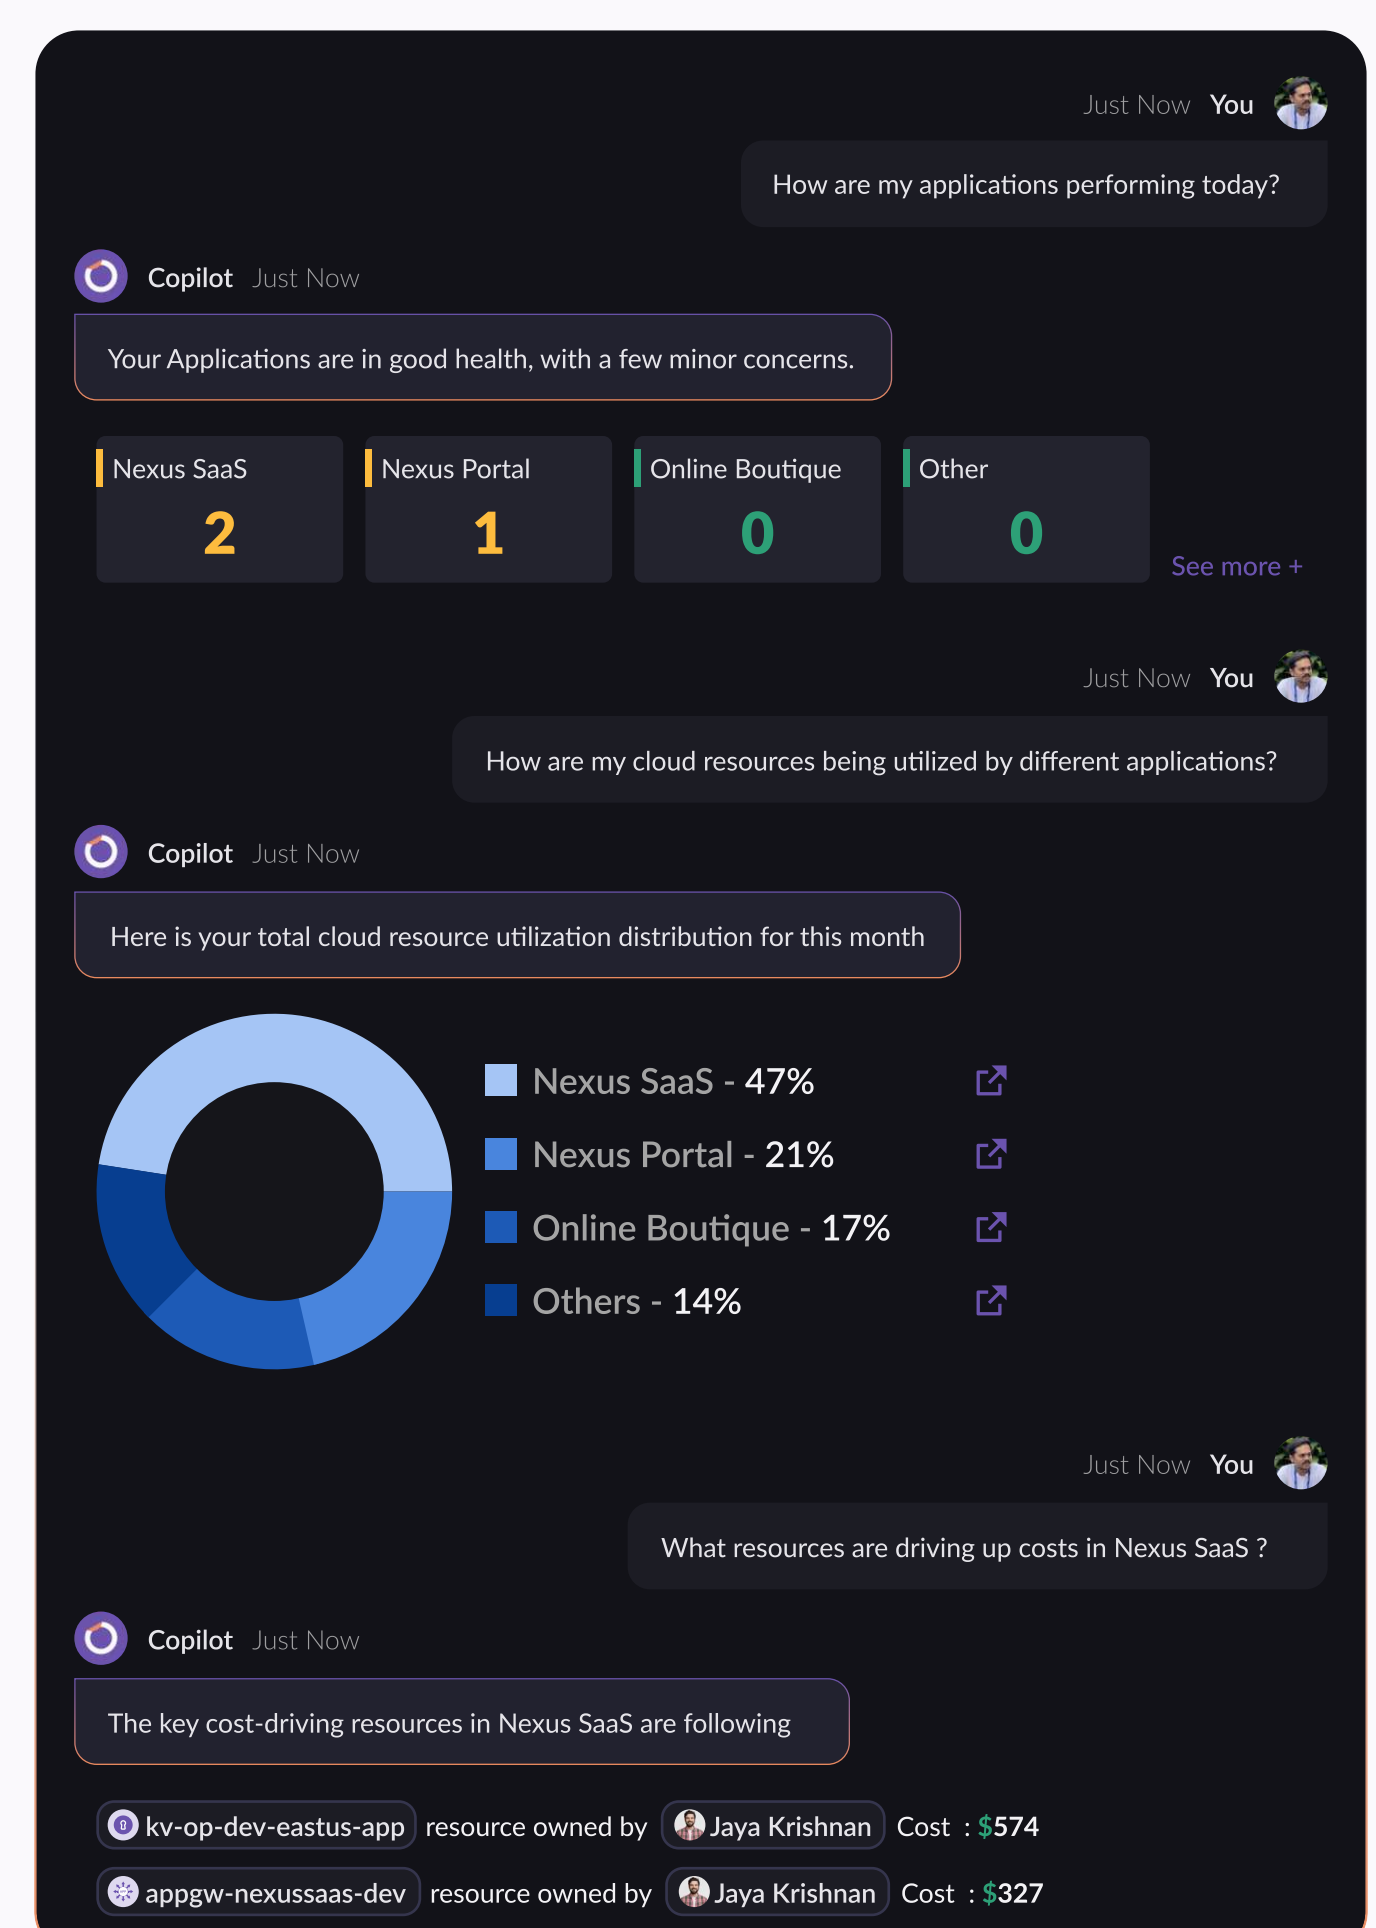 Just Now You
How are my applications performing today?
Copilot Just Now
Your Applications are in good health, with a few minor concerns.
Nexus SaaS
2
Nexus Portal
1
Online Boutique
0
Other
0
See more +
Just Now You
How are my cloud resources being utilized by different applications?
Copilot Just Now
Here is your total cloud resource utilization distribution for this month
Nexus SaaS - 47%
Nexus Portal - 21%
Online Boutique - 17%
Others - 14%
Just Now You
What resources are driving up costs in Nexus SaaS ?
Copilot Just Now
The key cost-driving resources in Nexus SaaS are following
kv-op-dev-eastus-app resource owned by Jaya Krishnan Cost : $574
appgw-nexussaas-dev resource owned by Jaya Krishnan Cost : $327